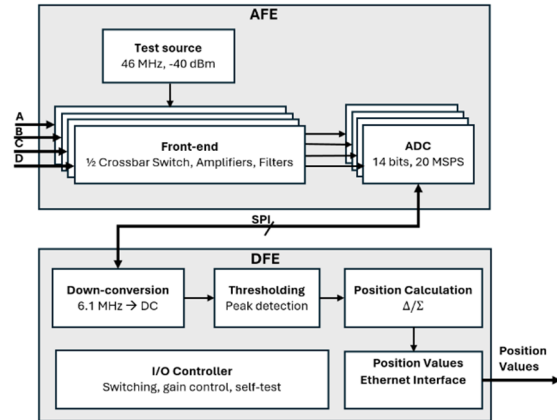 AFE
Test source
46 MHz, -40 dBm
A
B
C
D
Front-end
½ Crossbar Switch, Amplifiers, Filters
ADC
14 bits, 20 MSPS
SPI
DFE
Down-conversion
6.1 MHz → DC
Thresholding
Peak detection
Position Calculation
Δ/Σ
I/O Controller
Switching, gain control, self-test
Position Values
Ethernet Interface
Position
Values